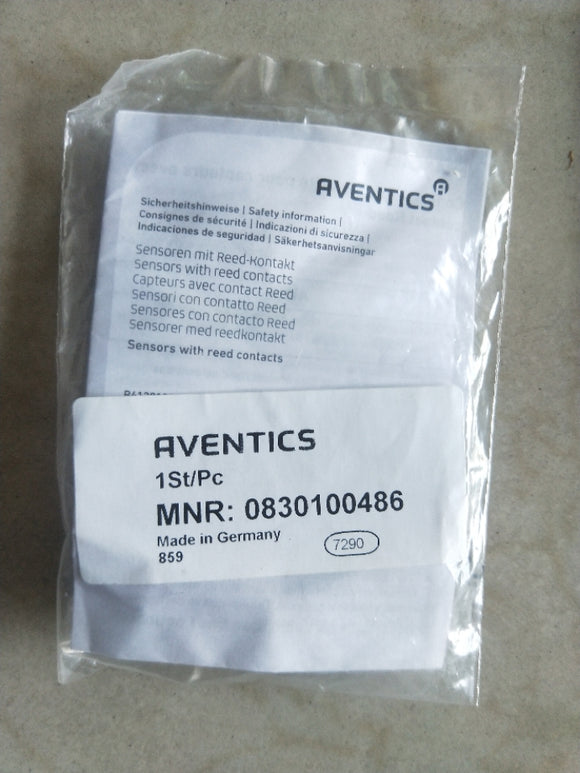 AVENTICS
Sicherheitshinweise | Safety information |
Consignes de sécurité | Indicazioni di sicurezza |
Indicaciones de seguridad | Säkerhetsanvisningar
Sensoren mit Reed-Kontakt
Sensors with reed contacts
Capteurs avec contact Reed
Sensori con contatto Reed
Sensores con contacto Reed
Sensorer med reedkontakt
Sensors with reed contacts
AVENTICS
1St/Pc
MNR: 0830100486
Made in Germany
7290
859